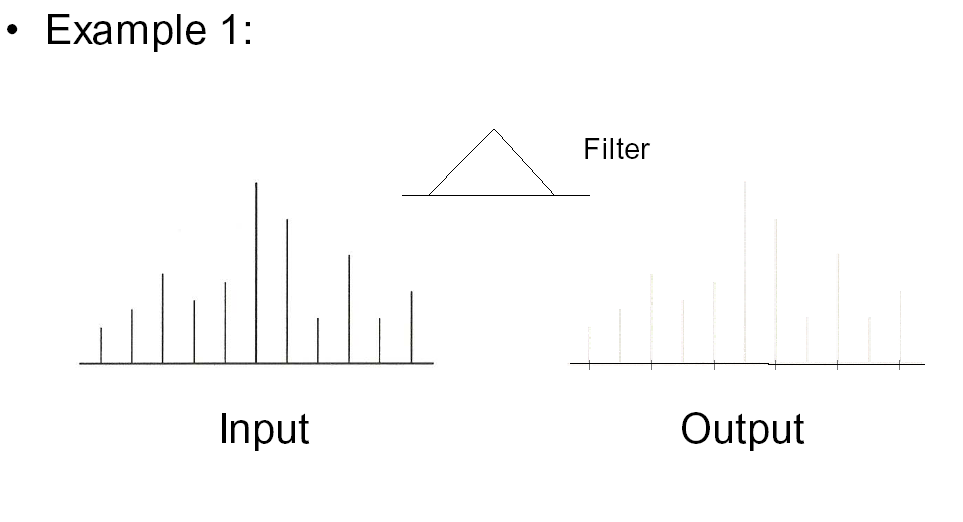 • Example 1:
Filter
Input
Output